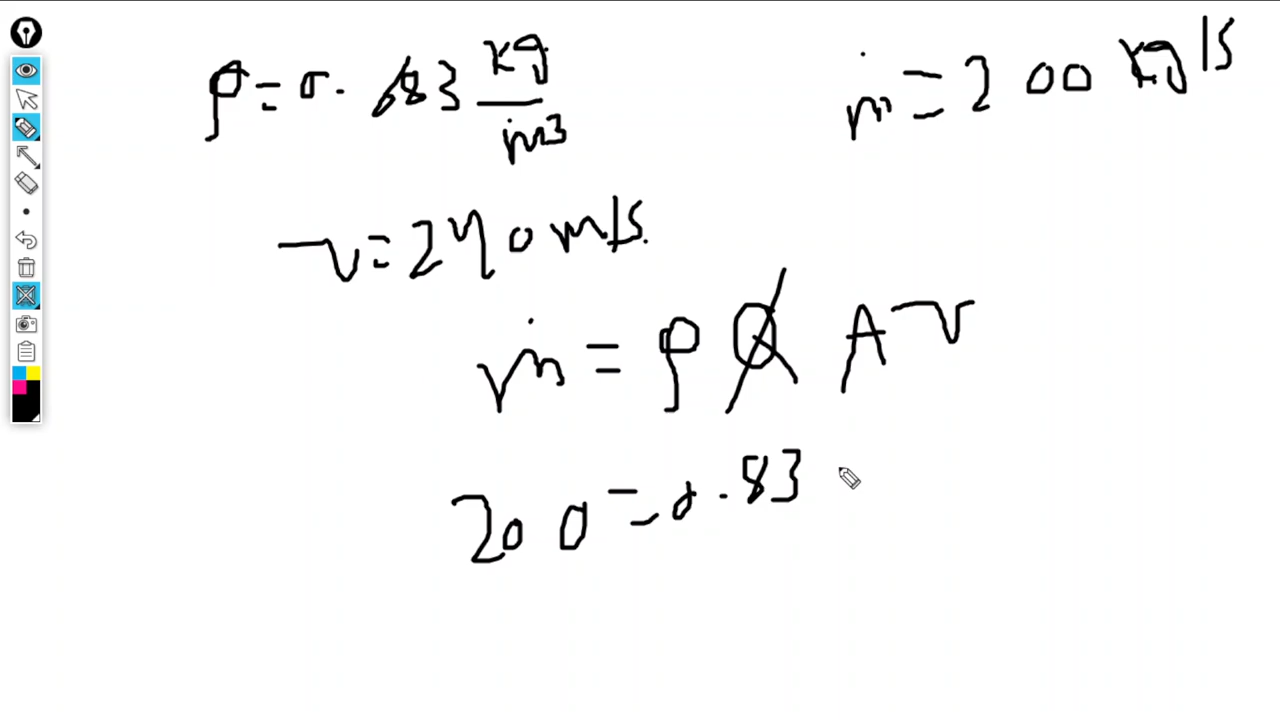 ρ = 0.83 kg/m³
ṁ = 200 kg/s
v = 240 m/s.
ṁ = ρ A v
200 = 0.83